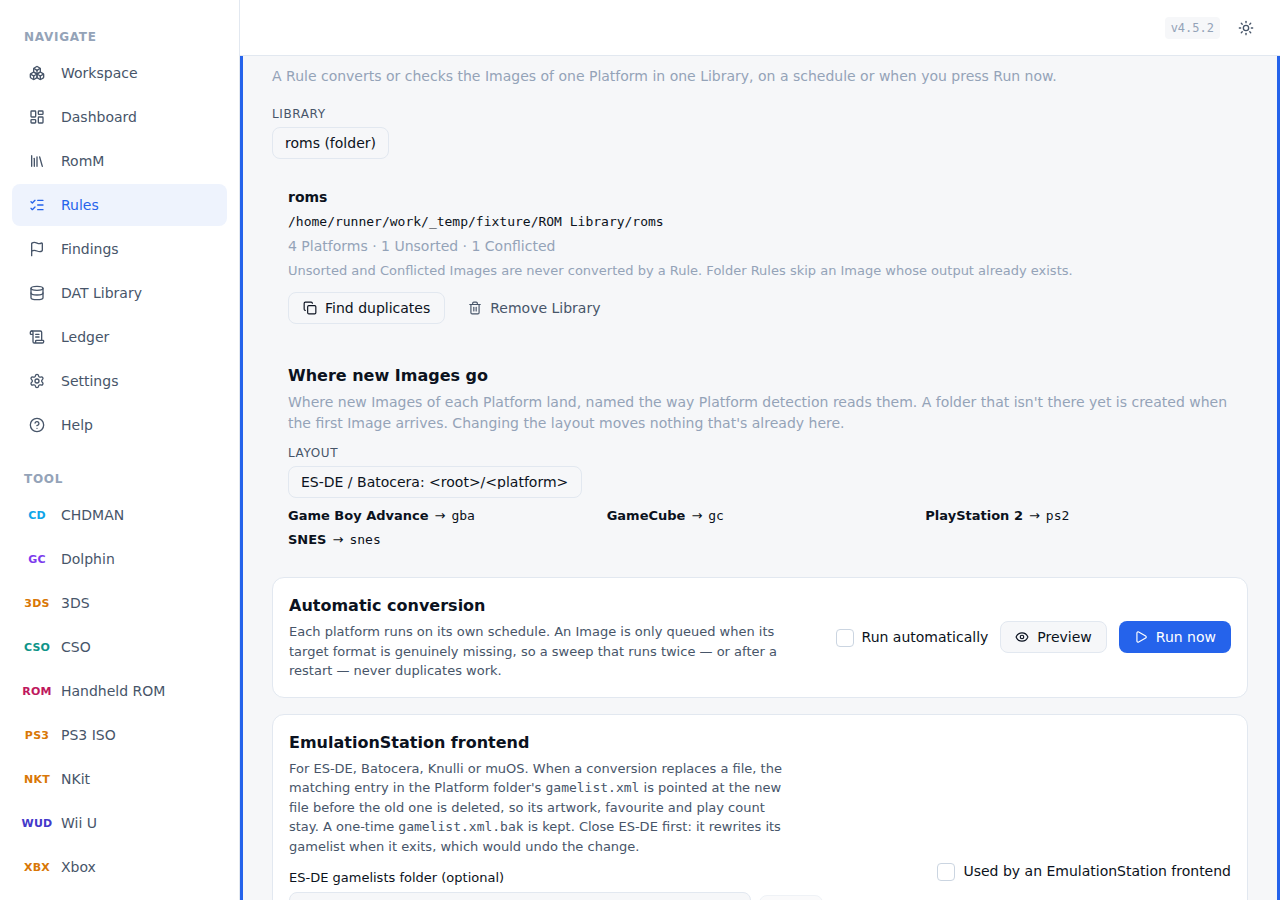 NAVIGATE
Workspace
Dashboard
RomM
Rules
Findings
DAT Library
Ledger
Settings
Help
TOOL
CD CHDMAN
GC Dolphin
3DS 3DS
CSO CSO
ROM Handheld ROM
PS3 PS3 ISO
NKT NKit
WUD Wii U
XBX Xbox
v4.5.2
A Rule converts or checks the Images of one Platform in one Library, on a schedule or when you press Run now.
LIBRARY
roms (folder)
roms
/home/runner/work/_temp/fixture/ROM Library/roms
4 Platforms · 1 Unsorted · 1 Conflicted
Unsorted and Conflicted Images are never converted by a Rule. Folder Rules skip an Image whose output already exists.
Find duplicates Remove Library
Where new Images go
Where new Images of each Platform land, named the way Platform detection reads them. A folder that isn't there yet is created when
the first Image arrives. Changing the layout moves nothing that's already here.
LAYOUT
ES-DE / Batocera: <root>/<platform>
Game Boy Advance → gba GameCube → gc PlayStation 2 → ps2
SNES → snes
Automatic conversion
Each platform runs on its own schedule. An Image is only queued when its
target format is genuinely missing, so a sweep that runs twice — or after a
restart — never duplicates work.
Run automatically Preview Run now
EmulationStation frontend
For ES-DE, Batocera, Knulli or muOS. When a conversion replaces a file, the
matching entry in the Platform folder's gamelist.xml is pointed at the new
file before the old one is deleted, so its artwork, favourite and play count
stay. A one-time gamelist.xml.bak is kept. Close ES-DE first: it rewrites its
gamelist when it exits, which would undo the change.
Used by an EmulationStation frontend
ES-DE gamelists folder (optional)